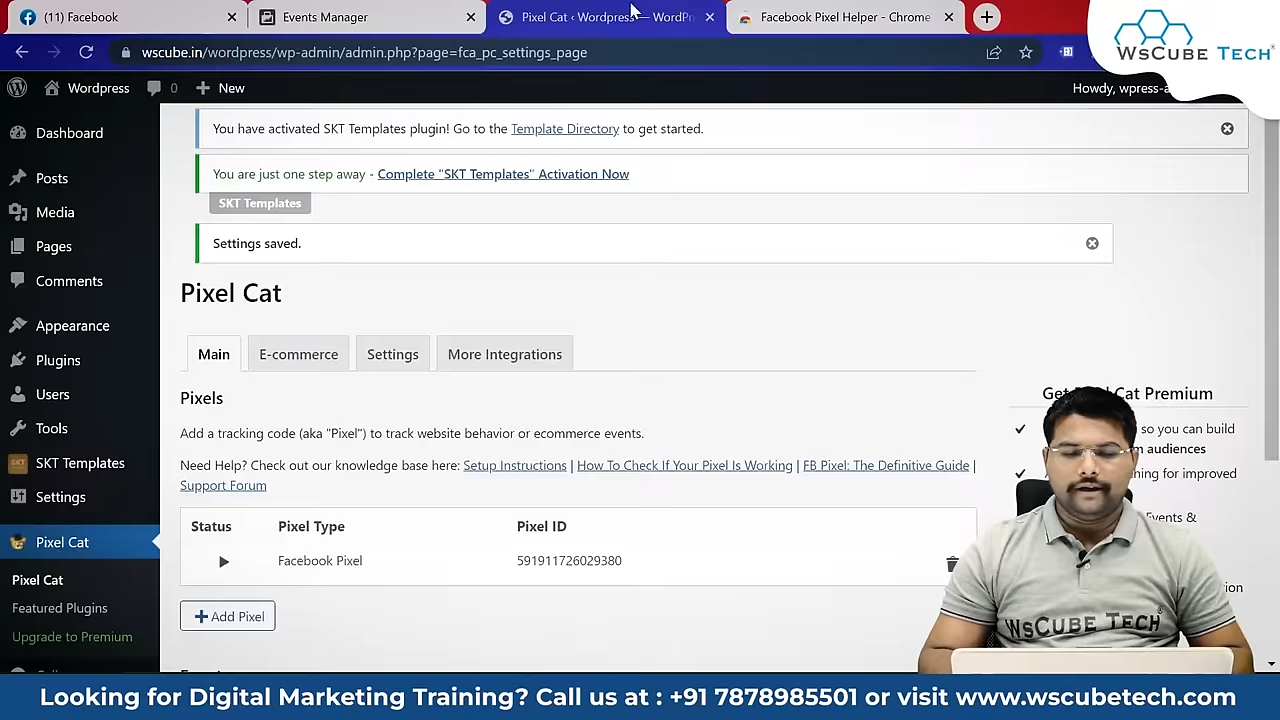 (11) Facebook
Events Manager
Pixel Cat ‹ Wordpress — WordPr
Facebook Pixel Helper - Chrome
WsCube Tech
wscube.in/wordpress/wp-admin/admin.php?page=fca_pc_settings_page
Wordpress
0
New
Howdy, wpress-a
Dashboard
Posts
Media
Pages
Comments
Appearance
Plugins
Users
Tools
SKT Templates
Settings
Pixel Cat
Pixel Cat
Featured Plugins
Upgrade to Premium
You have activated SKT Templates plugin! Go to the Template Directory to get started.
You are just one step away - Complete "SKT Templates" Activation Now
SKT Templates
Settings saved.
Pixel Cat
Main
E-commerce
Settings
More Integrations
Pixels
Add a tracking code (aka "Pixel") to track website behavior or ecommerce events.
Need Help? Check out our knowledge base here: Setup Instructions | How To Check If Your Pixel Is Working | FB Pixel: The Definitive Guide |
Support Forum
Status Pixel Type Pixel ID
Facebook Pixel 591911726029380
Add Pixel
Cat Premium
so you can build
audiences
ning for improved
Events &
WsCube Tech
Looking for Digital Marketing Training? Call us at : +91 7878985501 or visit www.wscubetech.com